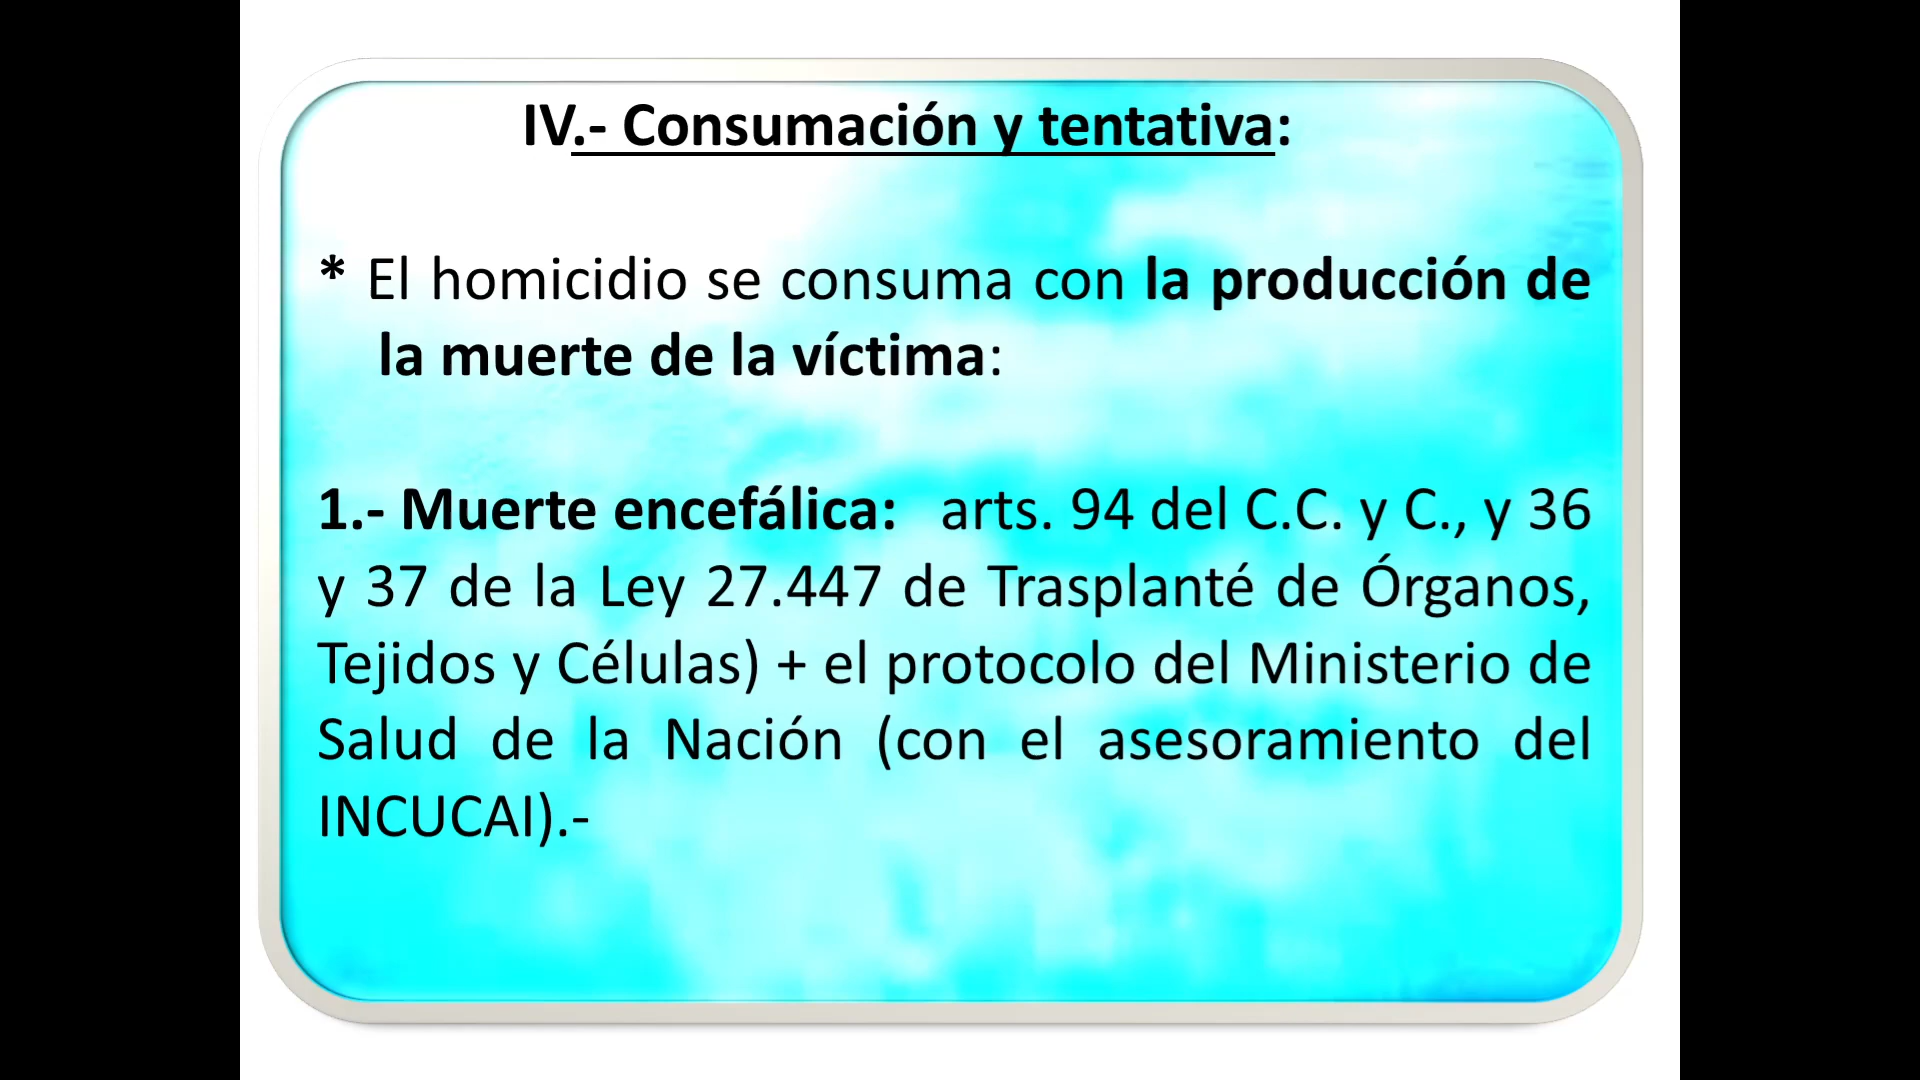 IV.- Consumación y tentativa:
* El homicidio se consuma con la producción de
la muerte de la víctima:
1.- Muerte encefálica: arts. 94 del C.C. y C., y 36
y 37 de la Ley 27.447 de Trasplanté de Órganos,
Tejidos y Células) + el protocolo del Ministerio de
Salud de la Nación (con el asesoramiento del
INCUCAI).-